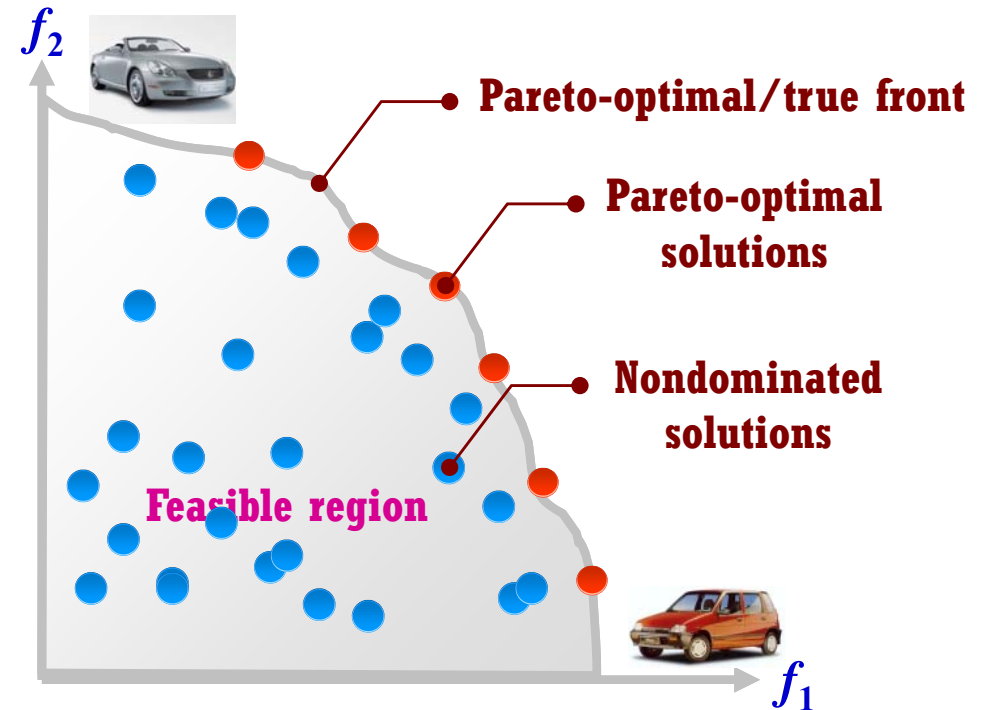 f2
Pareto-optimal/true front
Pareto-optimal
solutions
Nondominated
solutions
Feasible region
f1